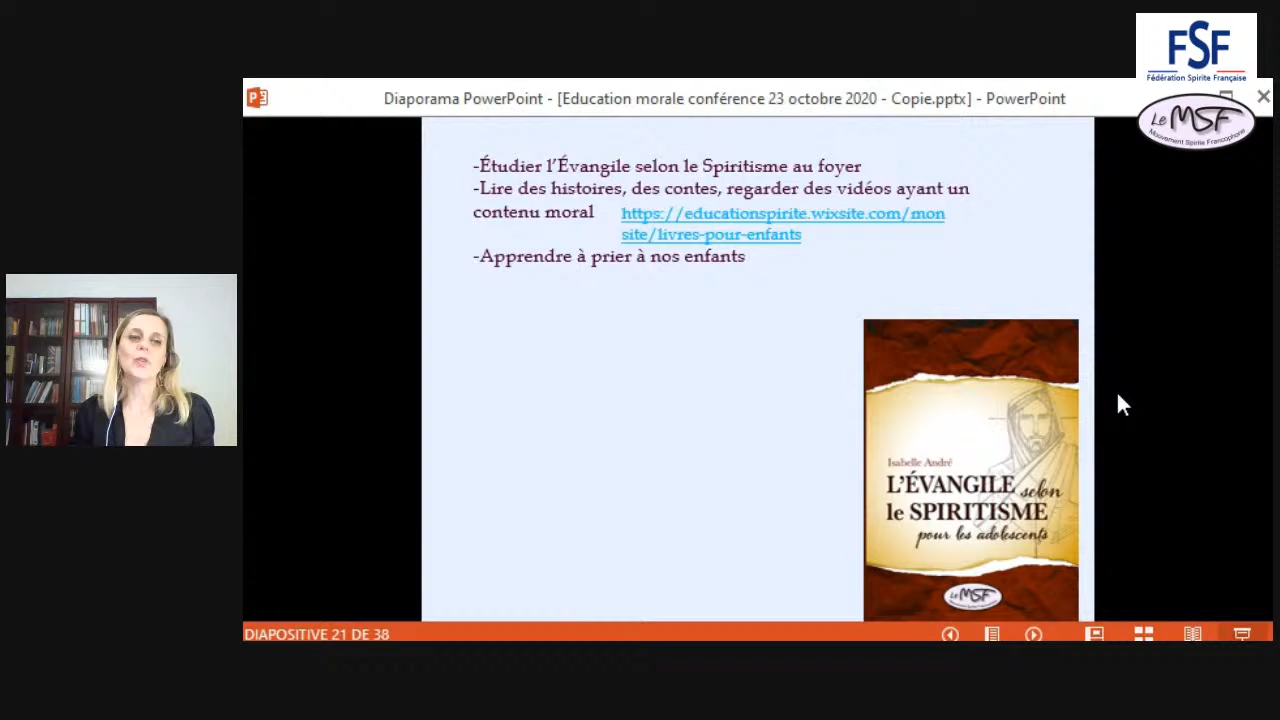 FSF
Fédération Spirite Française
Le MSF
Mouvement Spirite Francophone
Diaporama PowerPoint - [Education morale conférence 23 octobre 2020 - Copie.pptx] - PowerPoint
-Étudier l'Évangile selon le Spiritisme au foyer
-Lire des histoires, des contes, regarder des vidéos ayant un
contenu moral https://educationspirite.wixsite.com/mon
site/livres-pour-enfants
-Apprendre à prier à nos enfants
Isabelle André
L'ÉVANGILE selon
le SPIRITISME
pour les adolescents
Le MSF
DIAPOSITIVE 21 DE 38